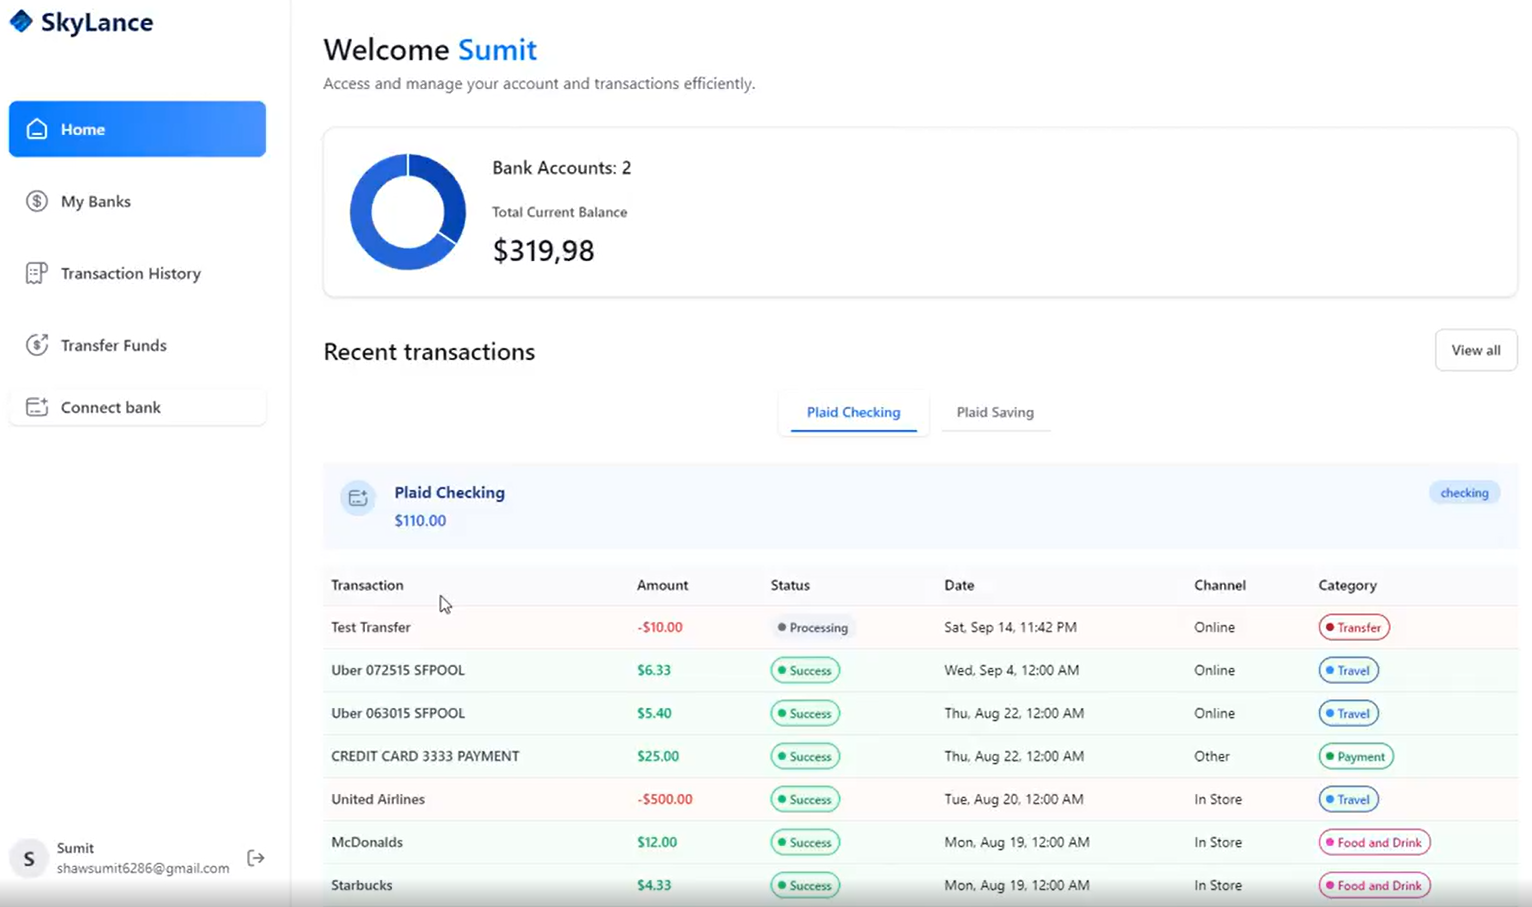 SkyLance
Home
My Banks
Transaction History
Transfer Funds
Connect bank
S
Sumit
shawsumit6286@gmail.com
Welcome Sumit
Access and manage your account and transactions efficiently.
Bank Accounts: 2
Total Current Balance
$319,98
Recent transactions
View all
Plaid Checking Plaid Saving
Plaid Checking
$110.00
checking
Transaction Amount Status Date Channel Category
Test Transfer -$10.00 Processing Sat, Sep 14, 11:42 PM Online Transfer
Uber 072515 SFPOOL $6.33 Success Wed, Sep 4, 12:00 AM Online Travel
Uber 063015 SFPOOL $5.40 Success Thu, Aug 22, 12:00 AM Online Travel
CREDIT CARD 3333 PAYMENT $25.00 Success Thu, Aug 22, 12:00 AM Other Payment
United Airlines -$500.00 Success Tue, Aug 20, 12:00 AM In Store Travel
McDonalds $12.00 Success Mon, Aug 19, 12:00 AM In Store Food and Drink
Starbucks $4.33 Success Mon, Aug 19, 12:00 AM In Store Food and Drink